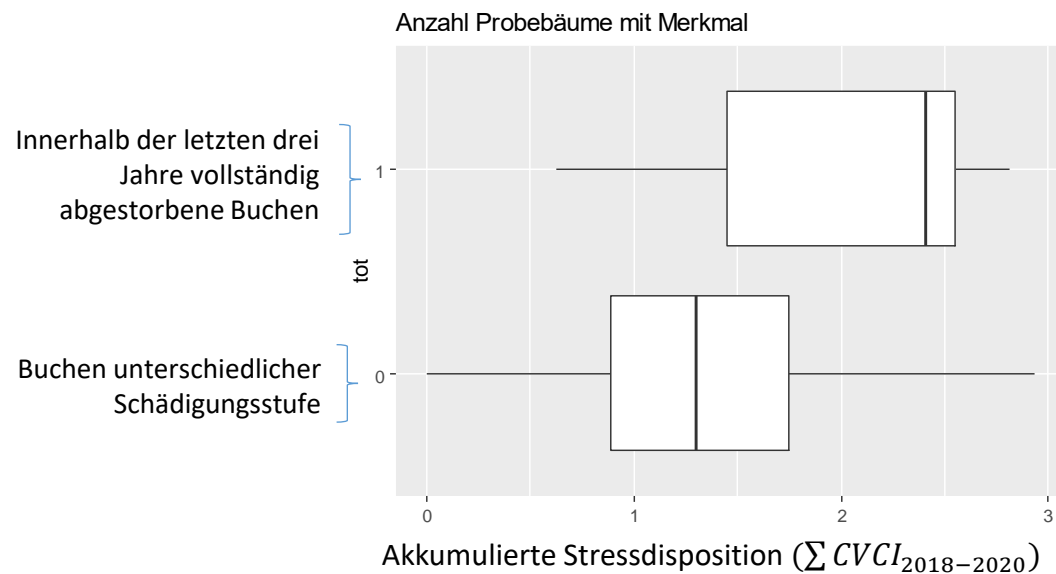 Anzahl Probebäume mit Merkmal
Innerhalb der letzten drei
Jahre vollständig
abgestorbene Buchen
1
tot
Buchen unterschiedlicher
Schädigungsstufe
0
0 1 2 3
Akkumulierte Stressdisposition (∑ CVCI₂₀₁₈₋₂₀₂₀)